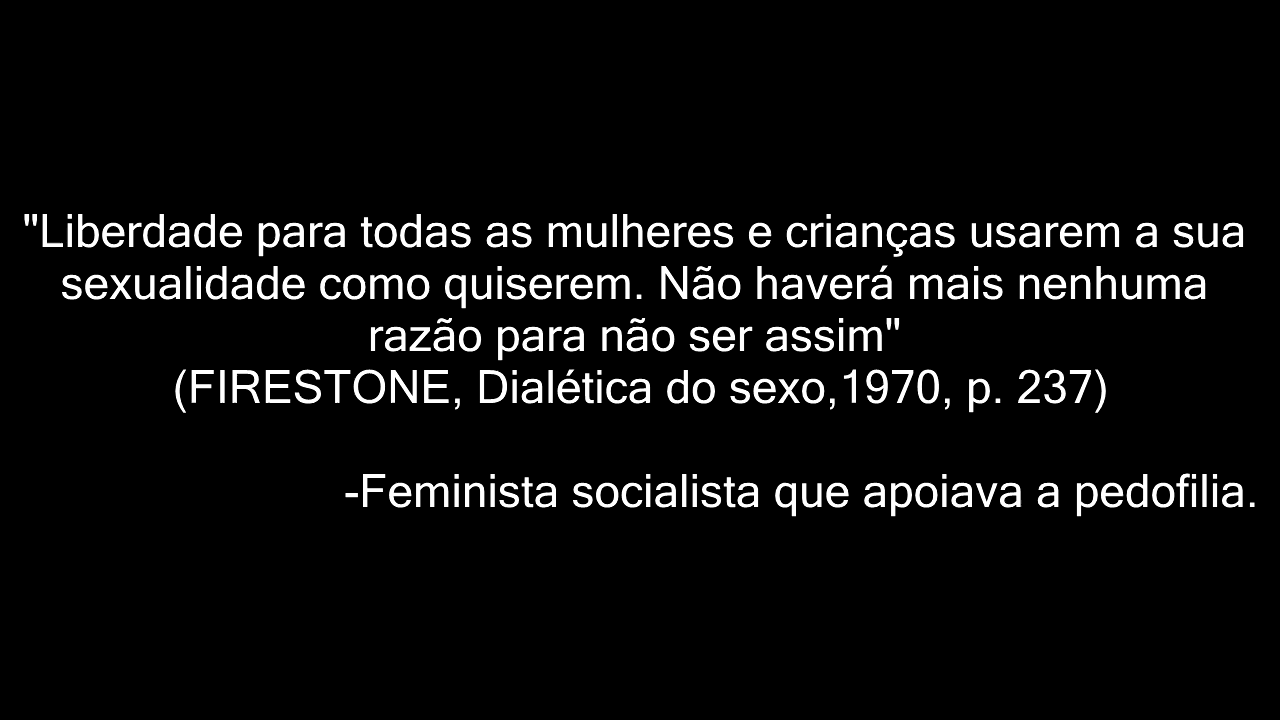 "Liberdade para todas as mulheres e crianças usarem a sua
sexualidade como quiserem. Não haverá mais nenhuma
razão para não ser assim"
(FIRESTONE, Dialética do sexo,1970, p. 237)
-Feminista socialista que apoiava a pedofilia.